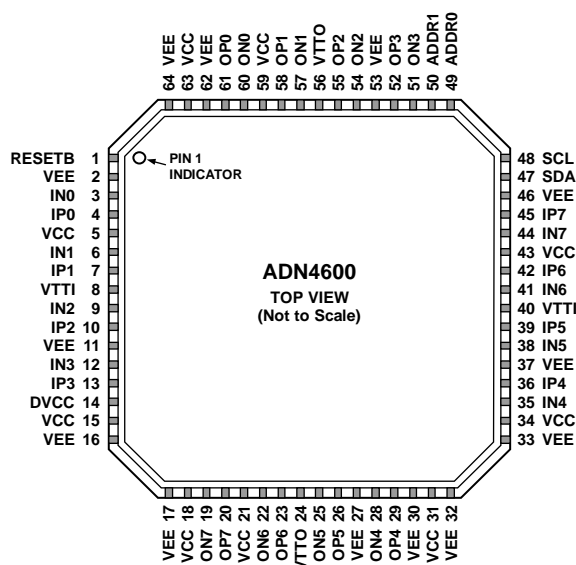 64 VEE
63 VCC
62 VEE
61 OP0
60 ON0
59 VCC
58 OP1
57 ON1
56 VTTO
55 OP2
54 ON2
53 VEE
52 OP3
51 ON3
50 ADDR1
49 ADDR0
RESETB 1
VEE 2
IN0 3
IP0 4
VCC 5
IN1 6
IP1 7
VTTI 8
IN2 9
IP2 10
VEE 11
IN3 12
IP3 13
DVCC 14
VCC 15
VEE 16
PIN 1
INDICATOR
ADN4600
TOP VIEW
(Not to Scale)
48 SCL
47 SDA
46 VEE
45 IP7
44 IN7
43 VCC
42 IP6
41 IN6
40 VTTI
39 IP5
38 IN5
37 VEE
36 IP4
35 IN4
34 VCC
33 VEE
VEE 17
VCC 18
ON7 19
OP7 20
VCC 21
ON6 22
OP6 23
VTTO 24
ON5 25
OP5 26
VEE 27
ON4 28
OP4 29
VEE 30
VCC 31
VEE 32